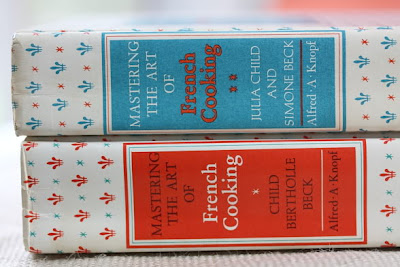 MASTERING
THE ART
OF
French
Cooking
**
JULIA CHILD
AND
SIMONE BECK
Alfred · A · Knopf
MASTERING
THE ART
OF
French
Cooking
*
CHILD
BERTHOLLE
BECK
Alfred · A · Knopf